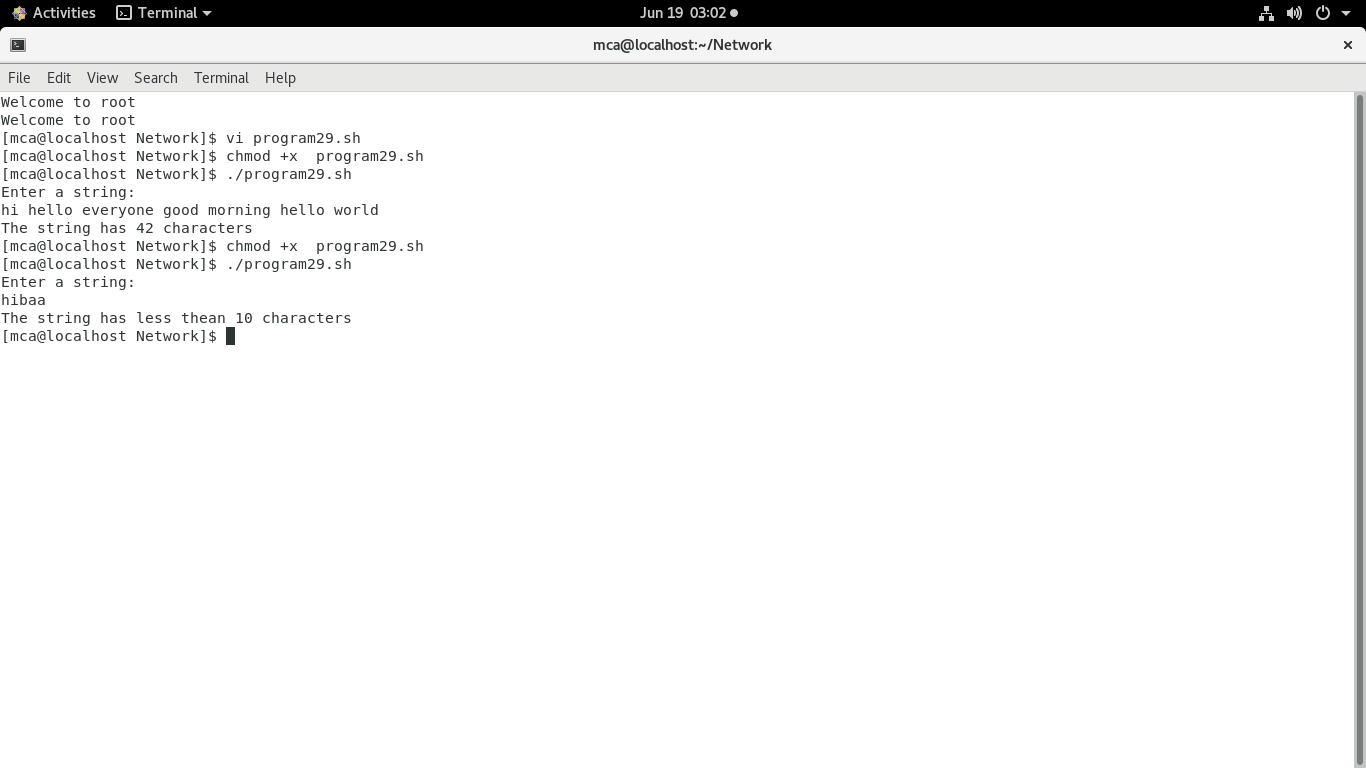 Activities Terminal Jun 19 03:02
mca@localhost:~/Network
File Edit View Search Terminal Help
Welcome to root
Welcome to root
[mca@localhost Network]$ vi program29.sh
[mca@localhost Network]$ chmod +x  program29.sh
[mca@localhost Network]$ ./program29.sh
Enter a string:
hi hello everyone good morning hello world
The string has 42 characters
[mca@localhost Network]$ chmod +x  program29.sh
[mca@localhost Network]$ ./program29.sh
Enter a string:
hibaa
The string has less thean 10 characters
[mca@localhost Network]$